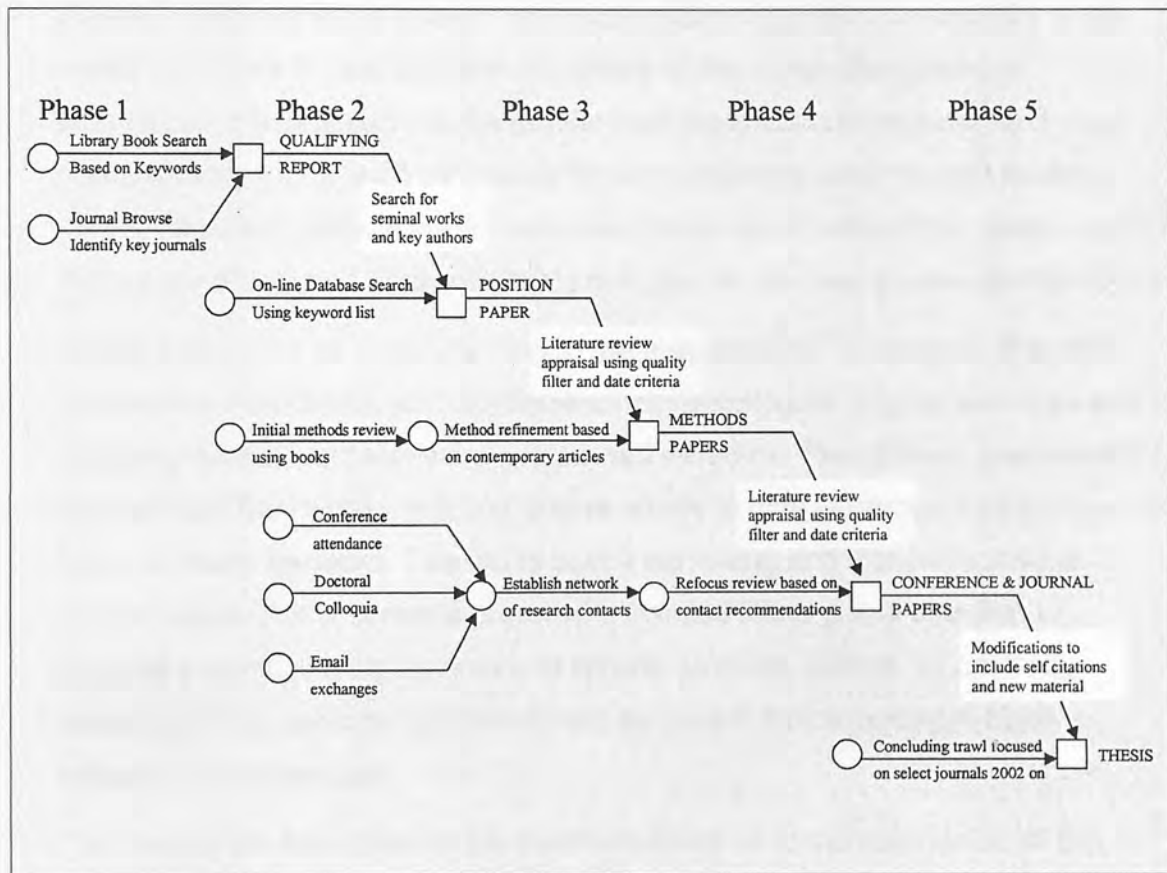 Phase 1 Phase 2 Phase 3 Phase 4 Phase 5
Library Book Search
Based on Keywords
QUALIFYING
REPORT
Journal Browse
Identify key journals
Search for
seminal works
and key authors
On-line Database Search
Using keyword list
POSITION
PAPER
Literature review
appraisal using quality
filter and date criteria
Initial methods review
using books
Method refinement based
on contemporary articles
METHODS
PAPERS
Literature review
appraisal using quality
filter and date criteria
Conference
attendance
Doctoral
Colloquia
Email
exchanges
Establish network
of research contacts
Refocus review based on
contact recommendations
CONFERENCE & JOURNAL
PAPERS
Modifications to
include self citations
and new material
Concluding trawl focused
on select journals 2002 on
THESIS